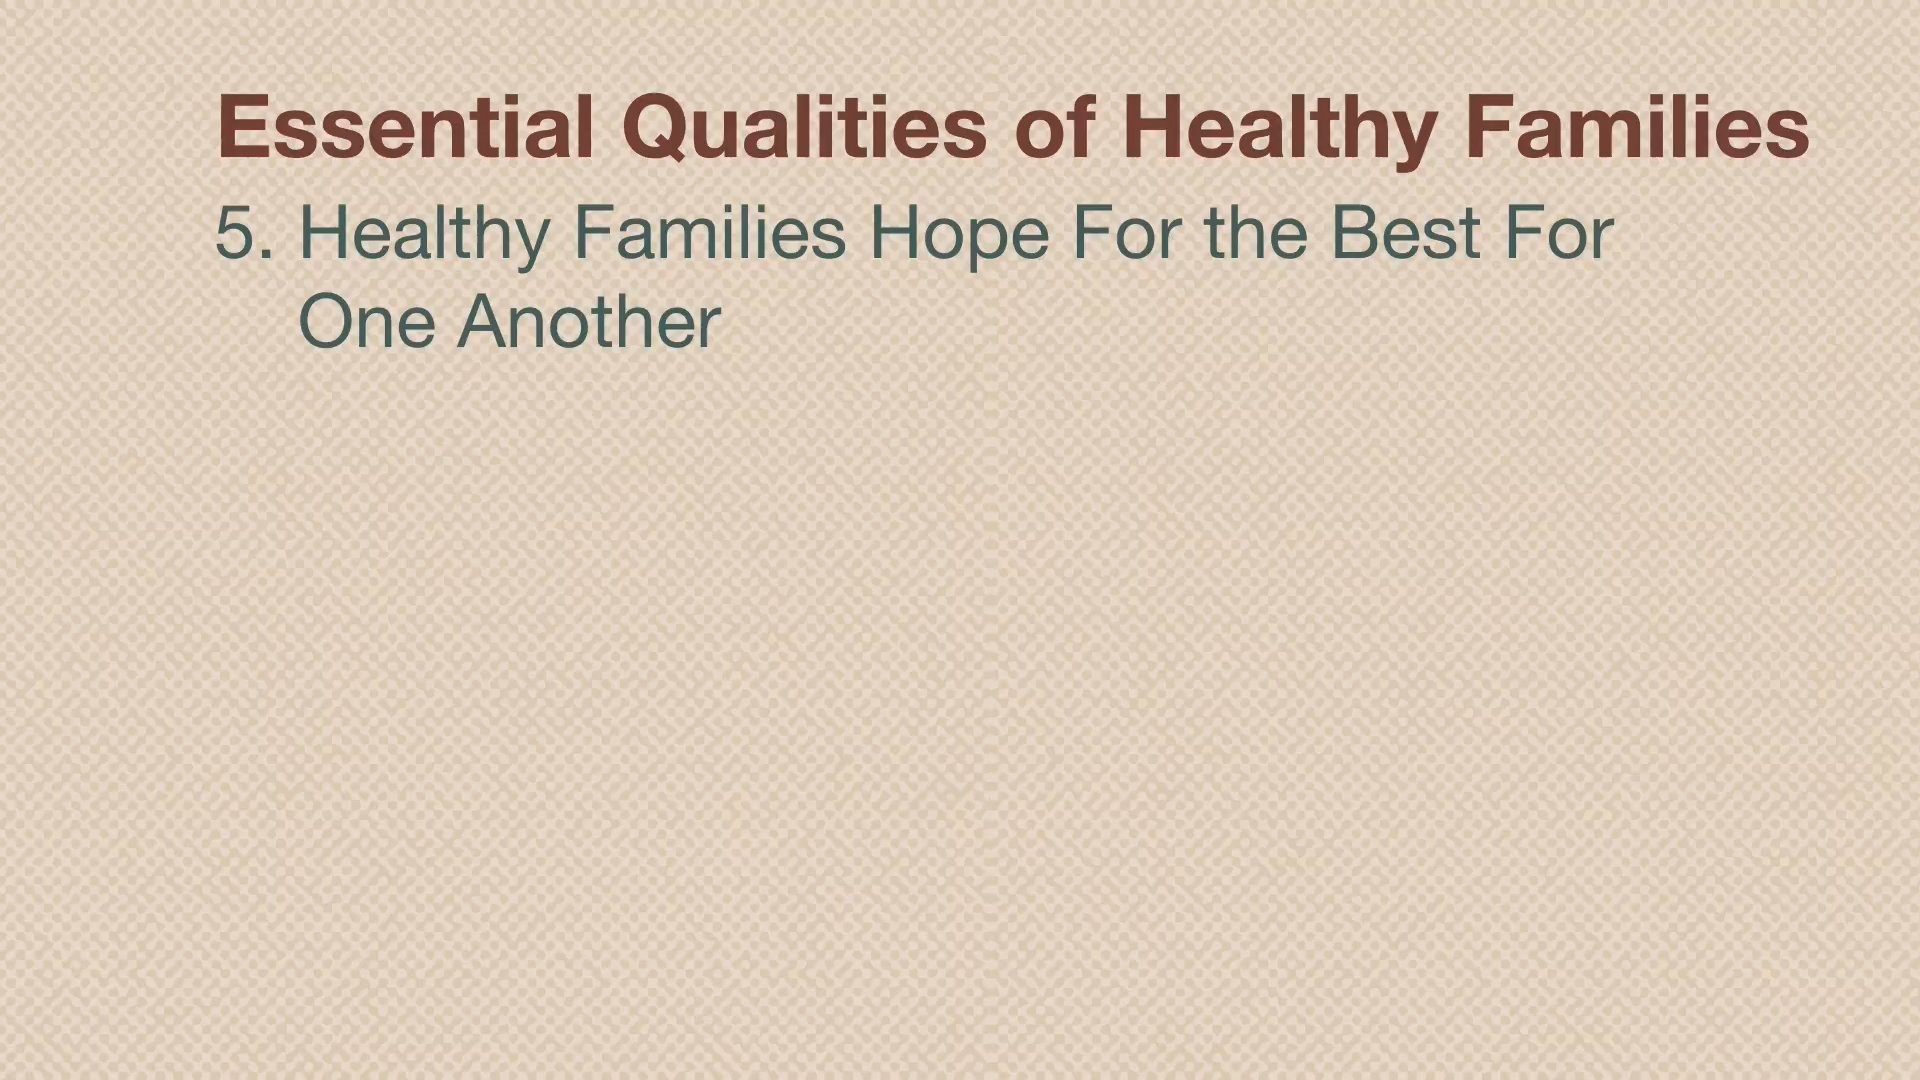 Essential Qualities of Healthy Families
5. Healthy Families Hope For the Best For
One Another